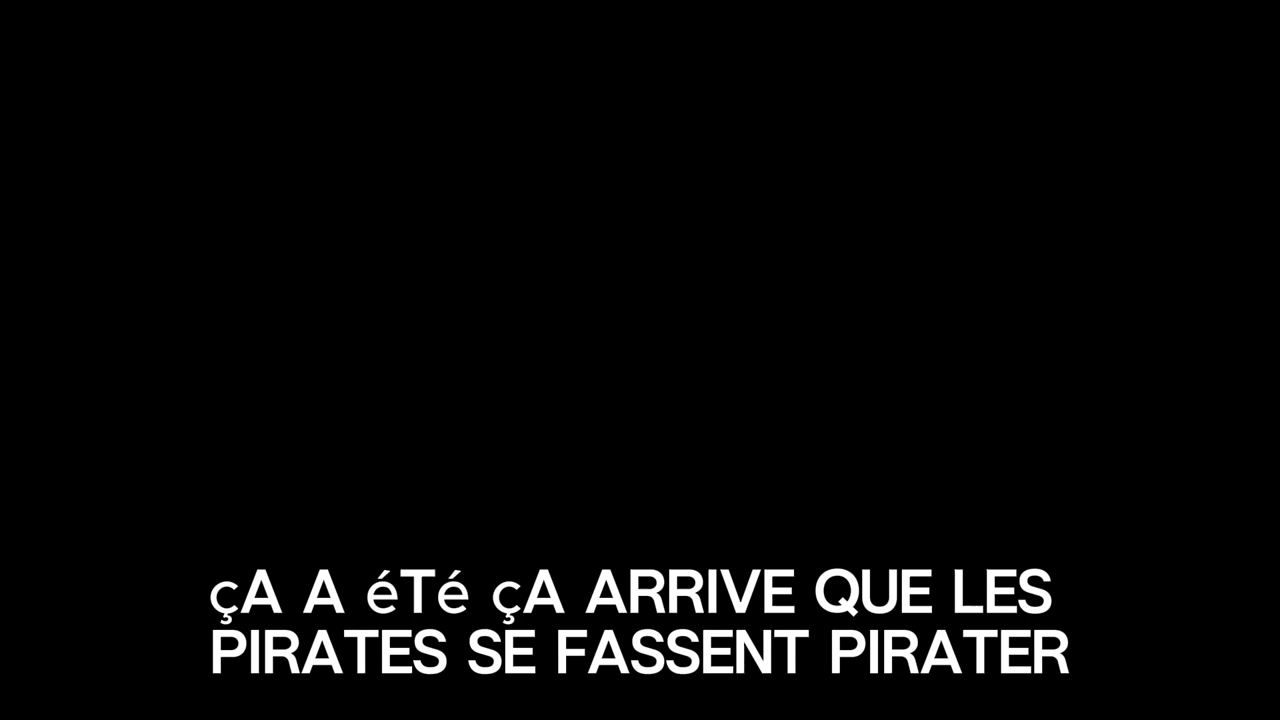 çA A éTé çA ARRIVE QUE LES
PIRATES SE FASSENT PIRATER